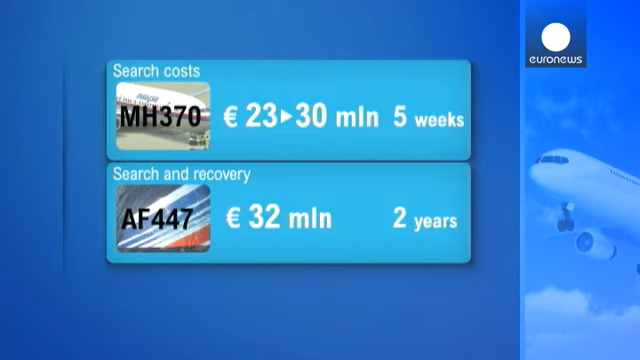 euronews
Search costs
MH370 € 23▸30 mln 5 weeks
Search and recovery
AF447 € 32 mln 2 years